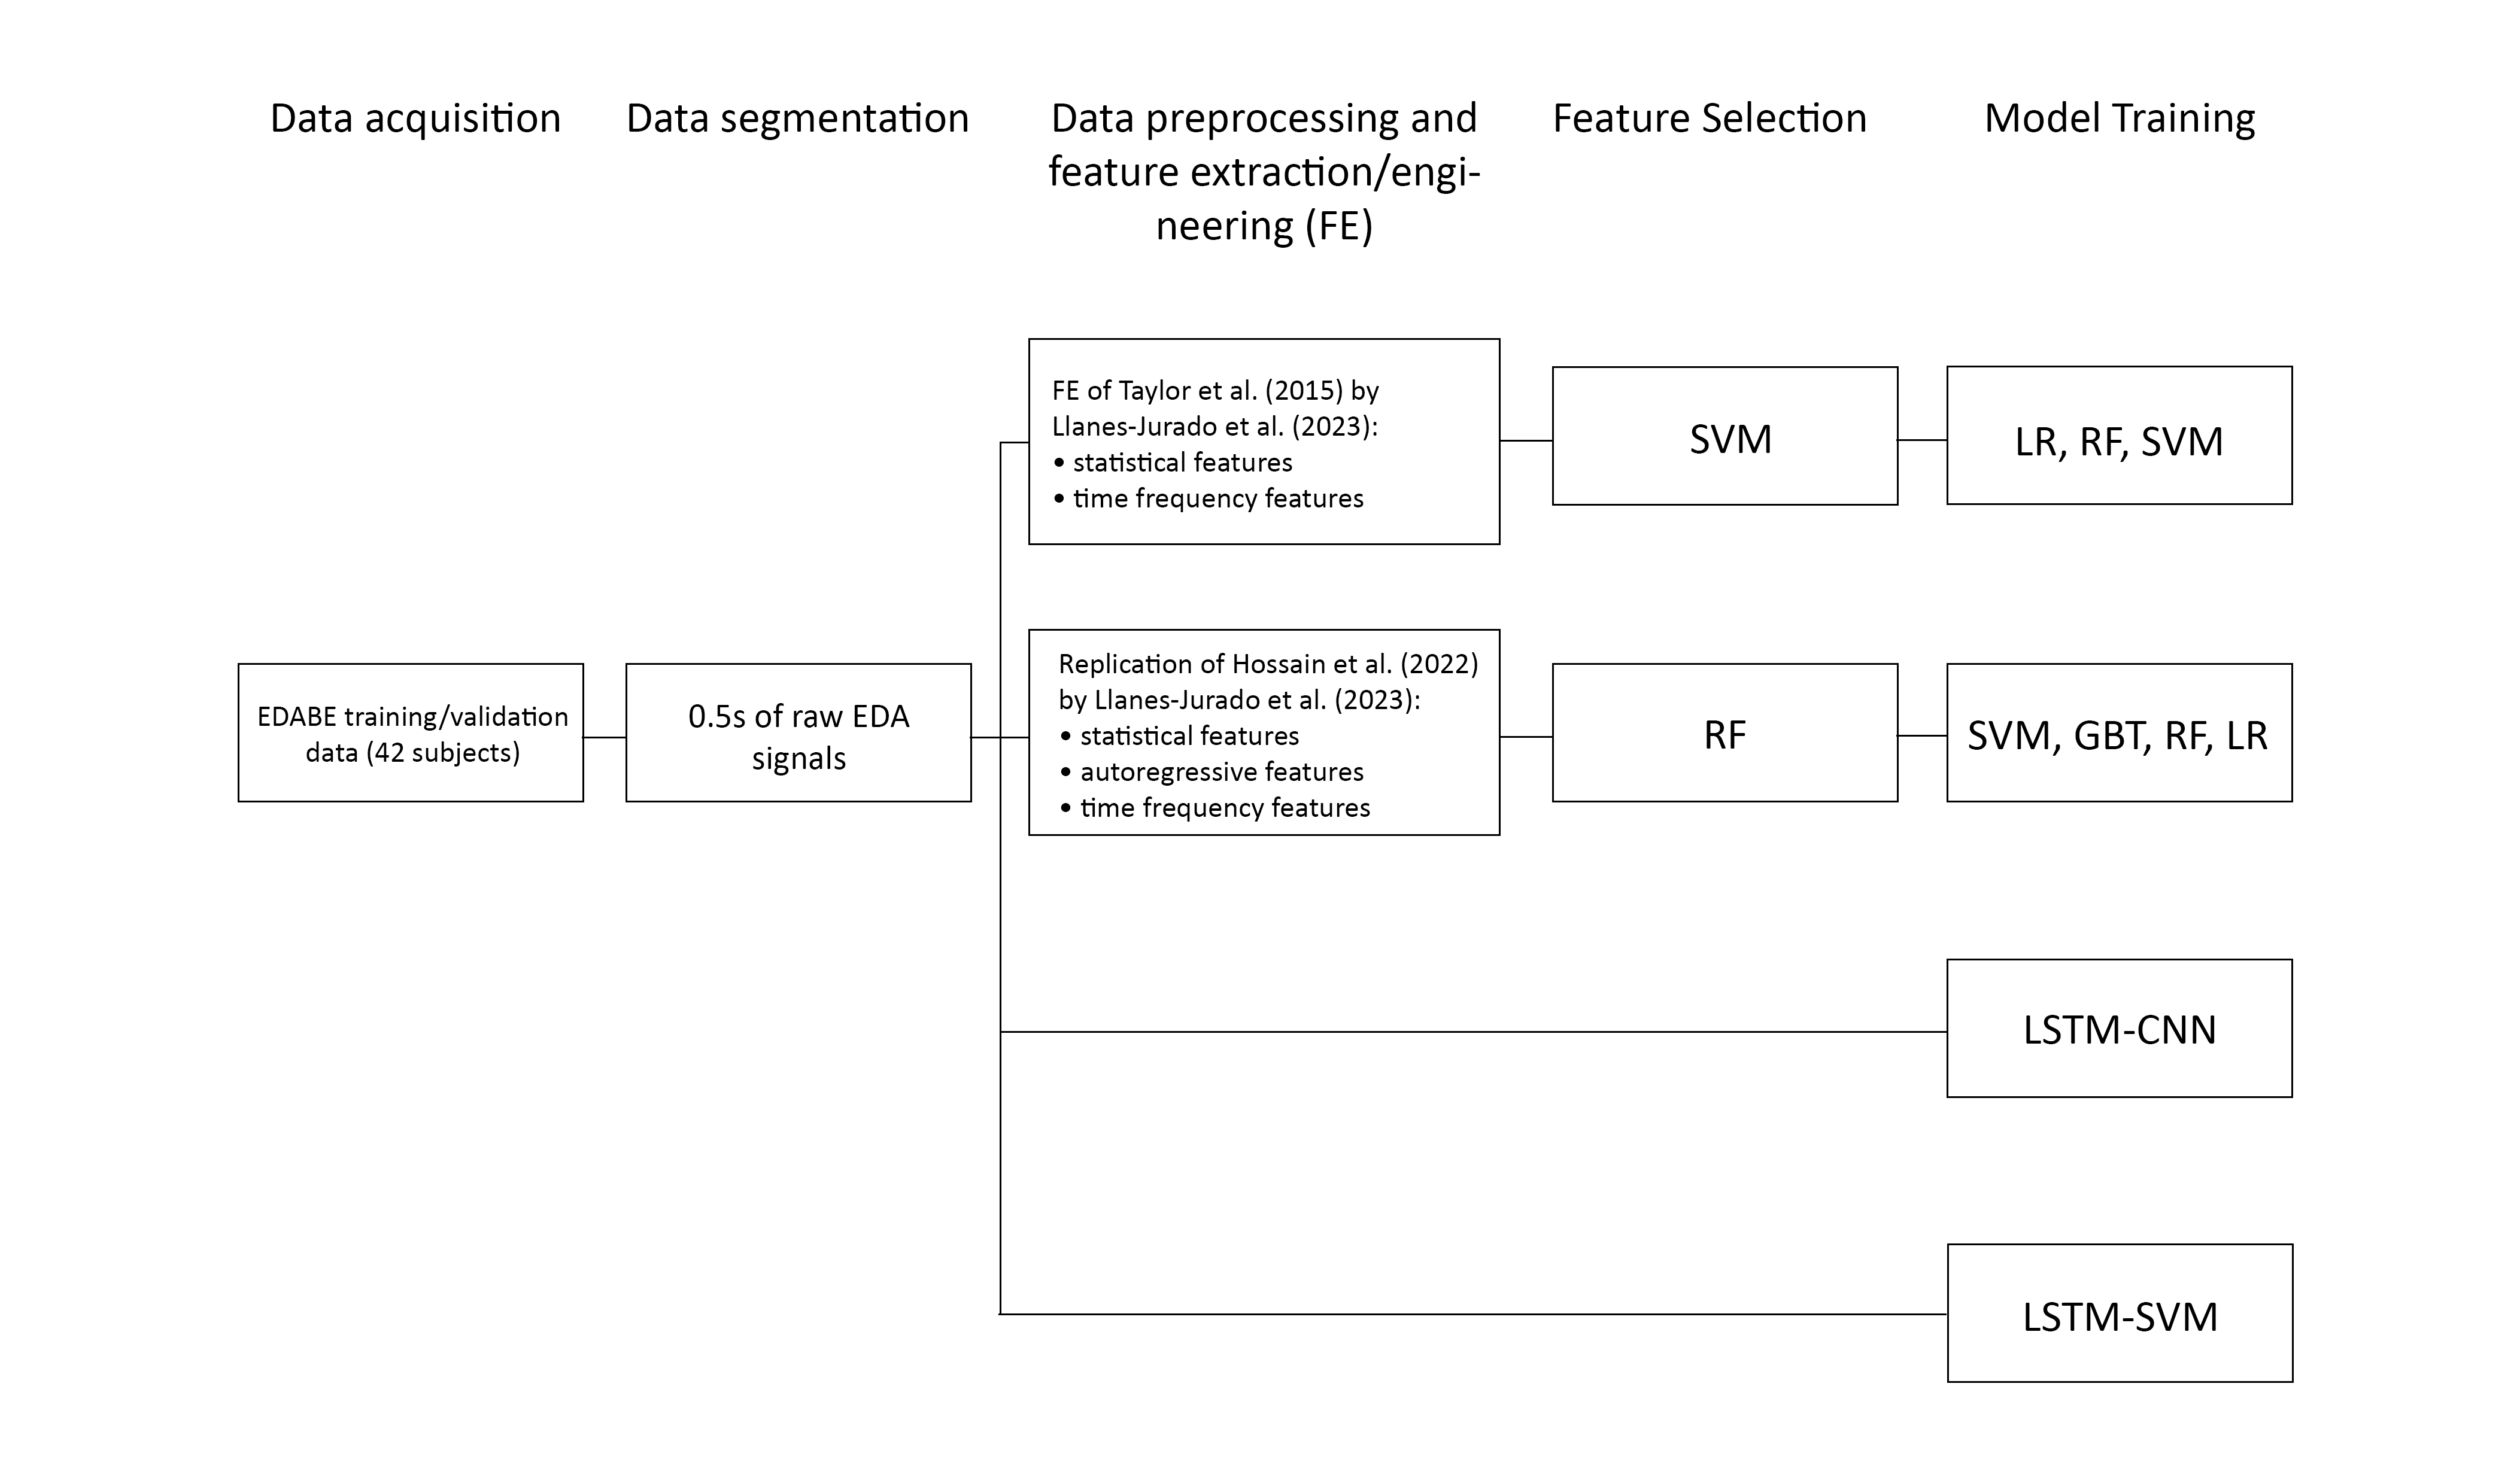 Data acquisition
Data segmentation
Data preprocessing and
feature extraction/engi-
neering (FE)
Feature Selection
Model Training
FE of Taylor et al. (2015) by
Llanes-Jurado et al. (2023):
• statistical features
• time frequency features
SVM
LR, RF, SVM
EDABE training/validation
data (42 subjects)
0.5s of raw EDA
signals
Replication of Hossain et al. (2022)
by Llanes-Jurado et al. (2023):
• statistical features
• autoregressive features
• time frequency features
RF
SVM, GBT, RF, LR
LSTM-CNN
LSTM-SVM